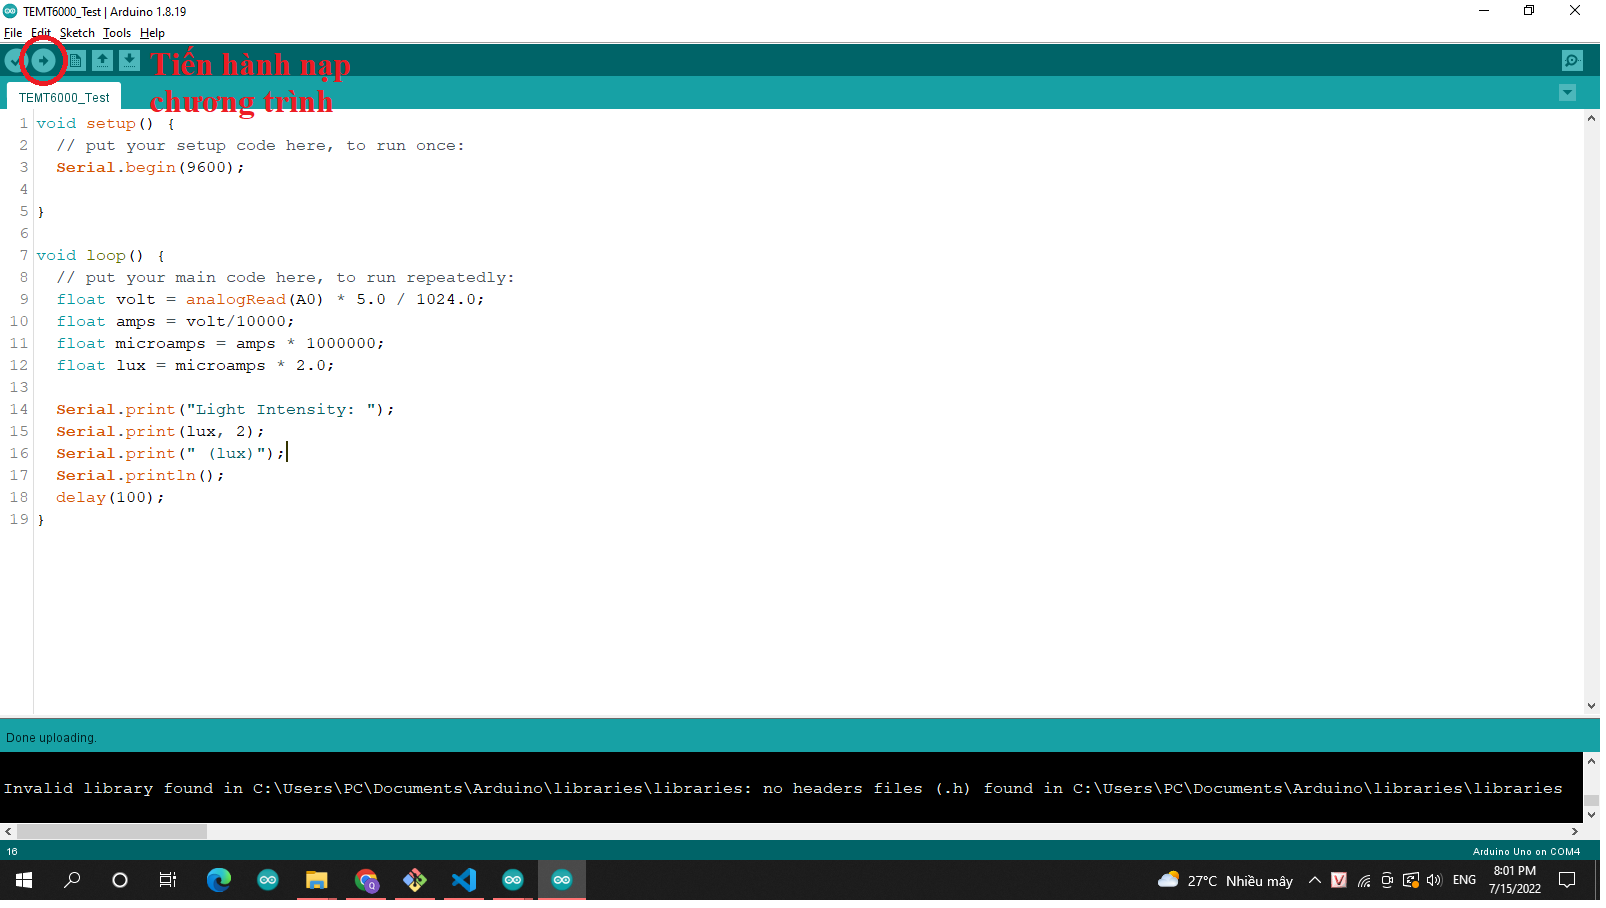 TEMT6000_Test | Arduino 1.8.19
File Edit Sketch Tools Help
Tiến hành nạp
chương trình
TEMT6000_Test
1 void setup() {
2 // put your setup code here, to run once:
3 Serial.begin(9600);
4
5 }
6
7 void loop() {
8 // put your main code here, to run repeatedly:
9 float volt = analogRead(A0) * 5.0 / 1024.0;
10 float amps = volt/10000;
11 float microamps = amps * 1000000;
12 float lux = microamps * 2.0;
13
14 Serial.print("Light Intensity: ");
15 Serial.print(lux, 2);
16 Serial.print(" (lux)");
17 Serial.println();
18 delay(100);
19 }
Done uploading.
Invalid library found in C:\Users\PC\Documents\Arduino\libraries\libraries: no headers files (.h) found in C:\Users\PC\Documents\Arduino\libraries\libraries
16 Arduino Uno on COM4
27°C Nhiều mây ENG 8:01 PM
7/15/2022